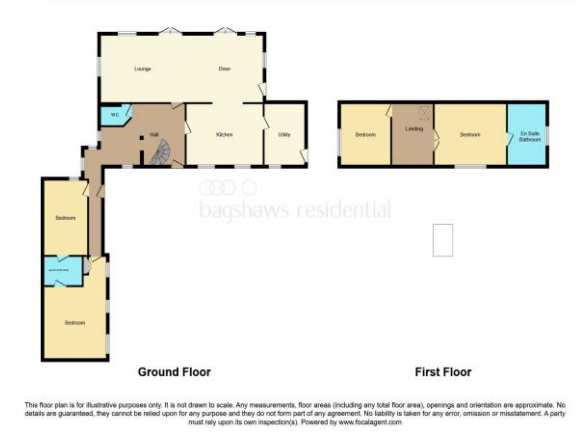 Lounge
Diner
W.C.
Hall
Kitchen
Utility
Bedroom
Landing
Bedroom
En Suite
Bathroom
bagshaws residential
Bedroom
Bedroom
Ground Floor
First Floor
This floor plan is for illustrative purposes only. It is not drawn to scale. Any measurements, floor areas (including any total floor area), openings and orientation are approximate. No
details are guaranteed, they cannot be relied upon for any purpose and they do not form part of any agreement. No liability is taken for any error, omission or misstatement. A party
must rely upon its own inspection(s). Powered by www.focalagent.com